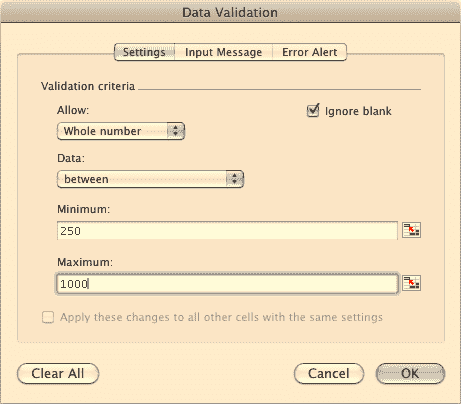 Data Validation
Settings Input Message Error Alert
Validation criteria
Allow:
Whole number
Ignore blank
Data:
between
Minimum:
250
Maximum:
1000
Apply these changes to all other cells with the same settings
Clear All Cancel OK